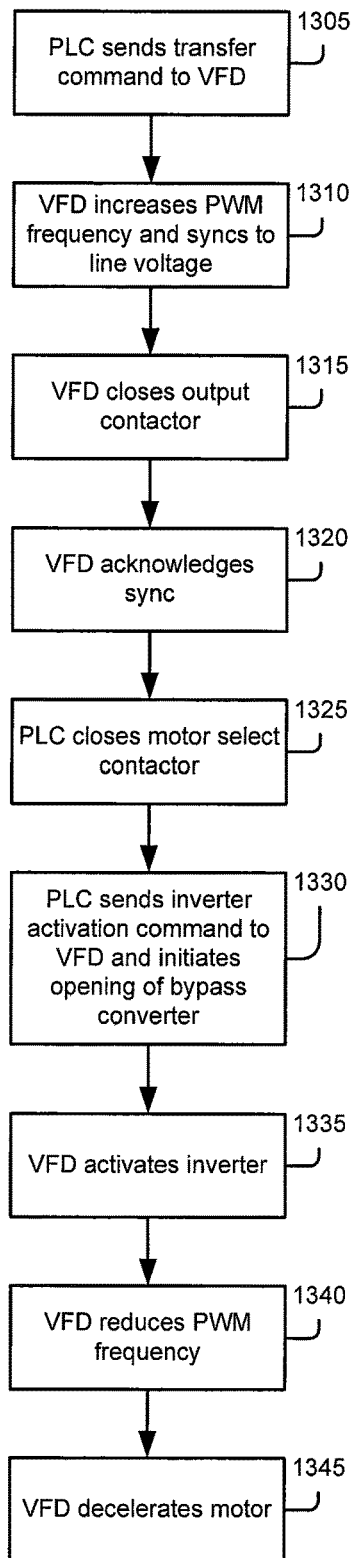 1305
PLC sends transfer
command to VFD
1310
VFD increases PWM
frequency and syncs to
line voltage
1315
VFD closes output
contactor
1320
VFD acknowledges
sync
1325
PLC closes motor select
contactor
1330
PLC sends inverter
activation command to
VFD and initiates
opening of bypass
converter
1335
VFD activates inverter
1340
VFD reduces PWM
frequency
1345
VFD decelerates motor